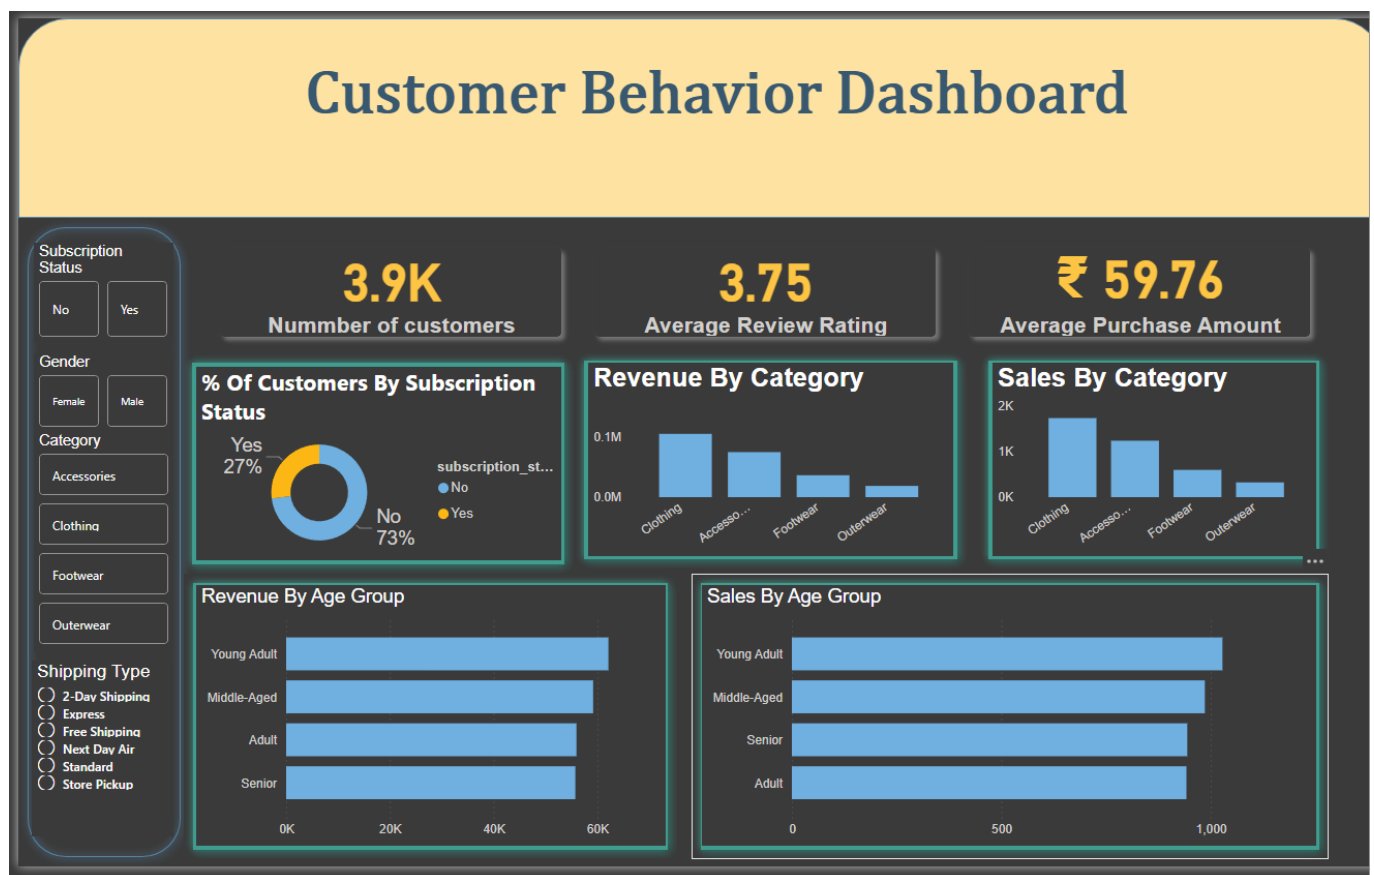 Customer Behavior Dashboard
Subscription
Status
No
Yes
Gender
Female
Male
Category
Accessories
Clothing
Footwear
Outerwear
Shipping Type
2-Day Shipping
Express
Free Shipping
Next Day Air
Standard
Store Pickup
3.9K
Nummber of customers
3.75
Average Review Rating
₹ 59.76
Average Purchase Amount
% Of Customers By Subscription
Status
Yes
27%
No
73%
subscription_st...
No
Yes
Revenue By Category
0.1M
0.0M
Clothing
Accesso...
Footwear
Outerwear
Sales By Category
2K
1K
0K
Clothing
Accesso...
Footwear
Outerwear
Revenue By Age Group
Young Adult
Middle-Aged
Adult
Senior
0K
20K
40K
60K
Sales By Age Group
Young Adult
Middle-Aged
Senior
Adult
0
500
1,000